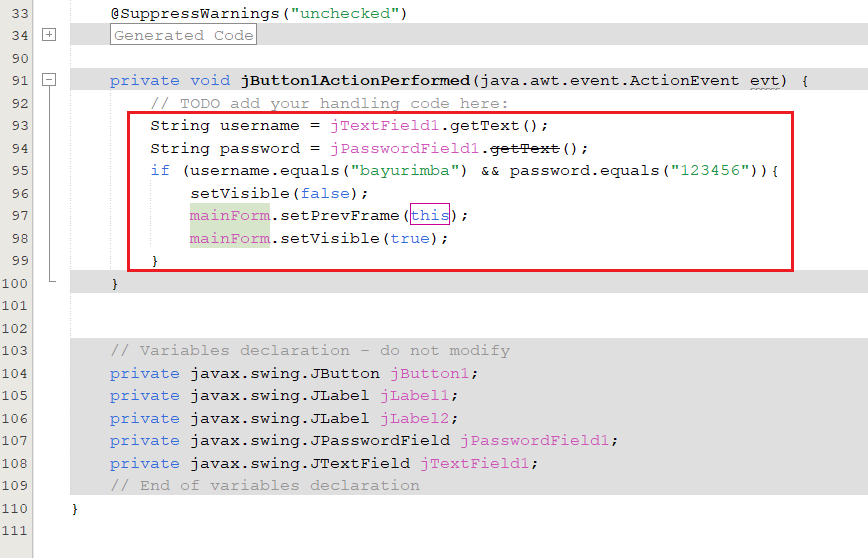 33 @SuppressWarnings("unchecked")
34 Generated Code
90
91 private void jButton1ActionPerformed(java.awt.event.ActionEvent evt) {
92 // TODO add your handling code here:
93 String username = jTextField1.getText();
94 String password = jPasswordField1.getText();
95 if (username.equals("bayurimba") && password.equals("123456")){
96 setVisible(false);
97 mainForm.setPrevFrame(this);
98 mainForm.setVisible(true);
99 }
100 }
101
102
103 // Variables declaration - do not modify
104 private javax.swing.JButton jButton1;
105 private javax.swing.JLabel jLabel1;
106 private javax.swing.JLabel jLabel2;
107 private javax.swing.JPasswordField jPasswordField1;
108 private javax.swing.JTextField jTextField1;
109 // End of variables declaration
110 }
111